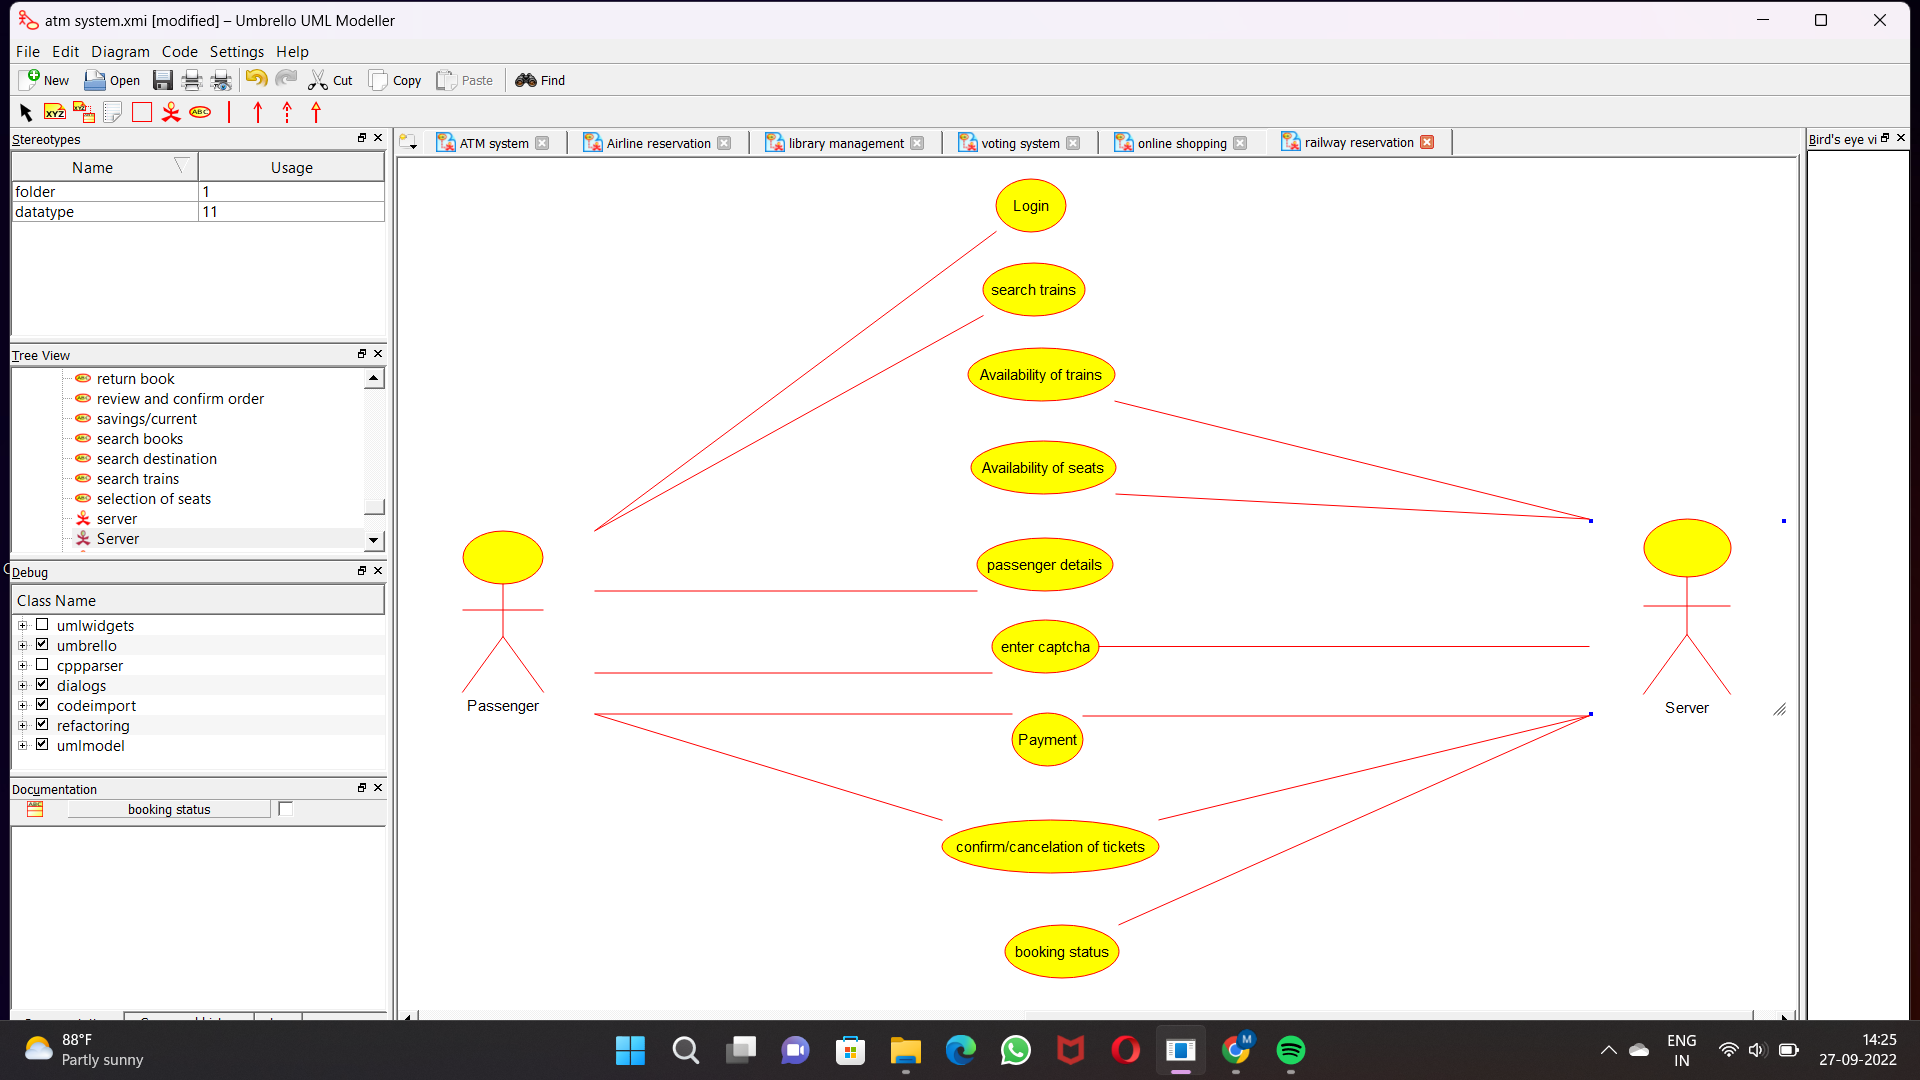 atm system.xmi [modified] – Umbrello UML Modeller
File Edit Diagram Code Settings Help
New Open Cut Copy Paste Find
XYZ XYZ ABC
Stereotypes
Name Usage
folder 1
datatype 11
Tree View
return book
review and confirm order
savings/current
search books
search destination
search trains
selection of seats
server
Server
Debug
Class Name
umlwidgets
umbrello
cppparser
dialogs
codeimport
refactoring
umlmodel
Documentation
booking status
ATM system Airline reservation library management voting system online shopping railway reservation
Bird's eye vi
Login
search trains
Availability of trains
Availability of seats
passenger details
enter captcha
Payment
confirm/cancelation of tickets
booking status
Passenger
Server
88°F
Partly sunny
M
ENG
IN
14:25
27-09-2022